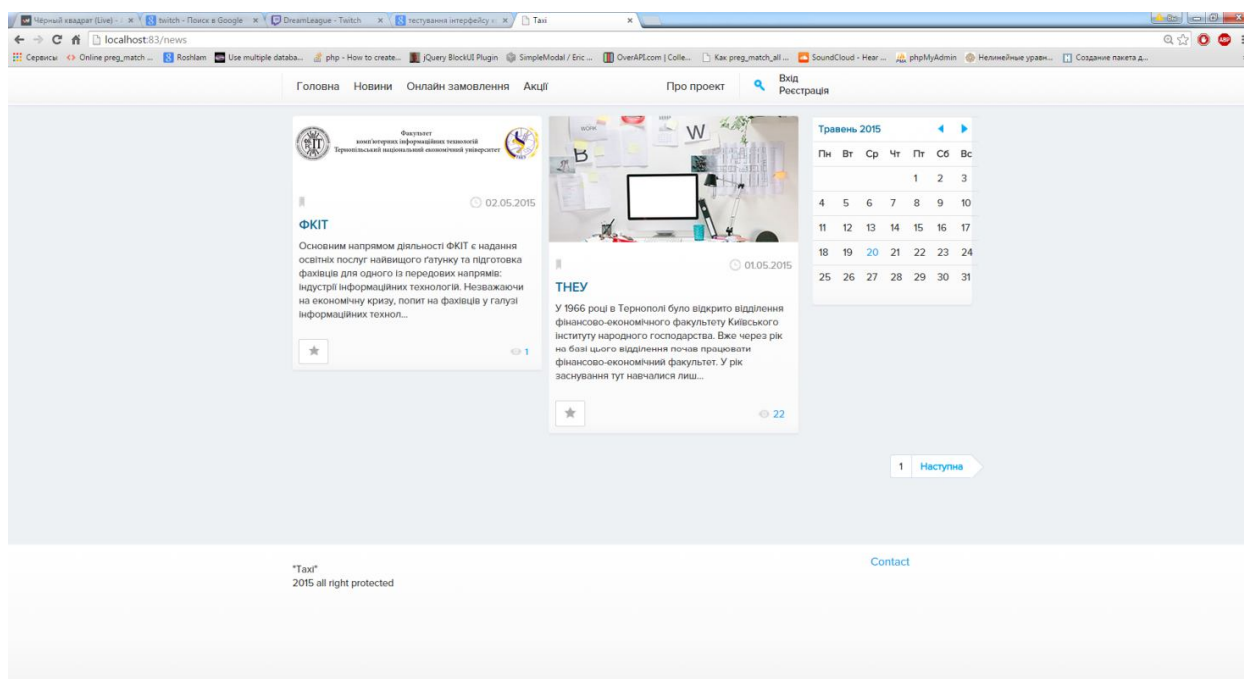 Чёрный квадрат (Live) -
twitch - Поиск в Google
DreamLeague - Twitch
тестування інтерфейсу
Taxi
localhost:83/news
Сервисы
Online preg_match ...
Roshlam
Use multiple databa...
php - How to create...
jQuery BlockUI Plugin
SimpleModal / Eric ...
OverAPI.com | Colle...
Как preg_match_all ...
SoundCloud - Hear ...
phpMyAdmin
Нелинейные уравн...
Создание пакета д...
Головна Новини Онлайн замовлення Акції Про проект
Вхід
Реєстрація
Факультет
комп'ютерних інформаційних технологій
Тернопільський національний економічний університет
02.05.2015
ФКІТ
Основним напрямом діяльності ФКІТ є надання
освітніх послуг найвищого ґатунку та підготовка
фахівців для одного із передових напрямів:
індустрії інформаційних технологій. Незважаючи
на економічну кризу, попит на фахівців у галузі
інформаційних технол...
1
WORK
B
W
01.05.2015
ТНЕУ
У 1966 році в Тернополі було відкрито відділення
фінансово-економічного факультету Київського
інституту народного господарства. Вже через рік
на базі цього відділення почав працювати
фінансово-економічний факультет. У рік
заснування тут навчалися лиш...
22
Травень 2015
Пн Вт Ср Чт Пт Сб Вс
1 2 3
4 5 6 7 8 9 10
11 12 13 14 15 16 17
18 19 20 21 22 23 24
25 26 27 28 29 30 31
1 Наступна
"Taxi"
2015 all right protected
Contact